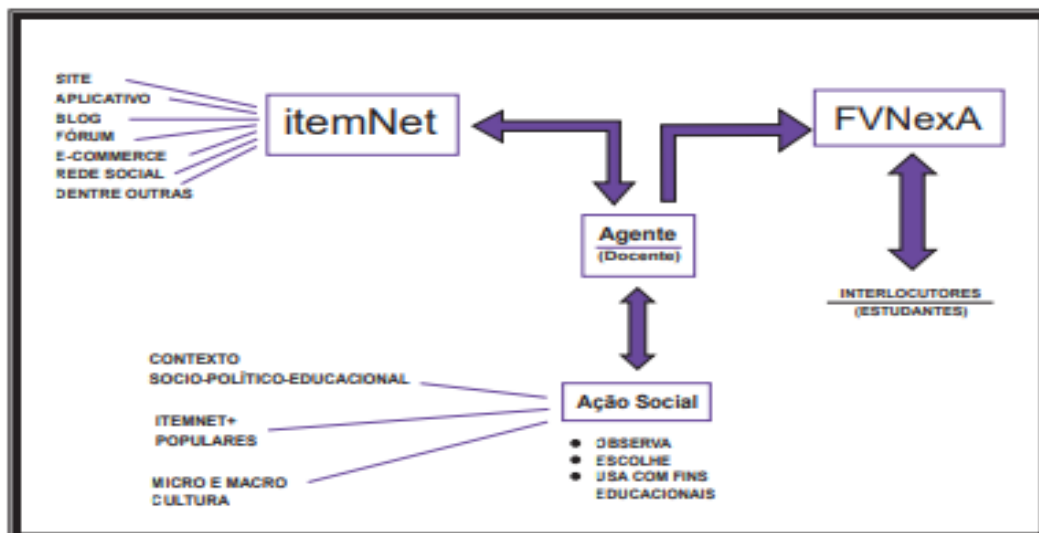 SITE
APLICATIVO
BLOG
FÓRUM
E-COMMERCE
REDE SOCIAL
DENTRE OUTRAS
itemNet
FVNexA
Agente
(Docente)
INTERLOCUTORES
(ESTUDANTES)
CONTEXTO
SOCIO-POLÍTICO-EDUCACIONAL
ITEMNET+
POPULARES
MICRO E MACRO
CULTURA
Ação Social
● OBSERVA
● ESCOLHE
● USA COM FINS
EDUCACIONAIS